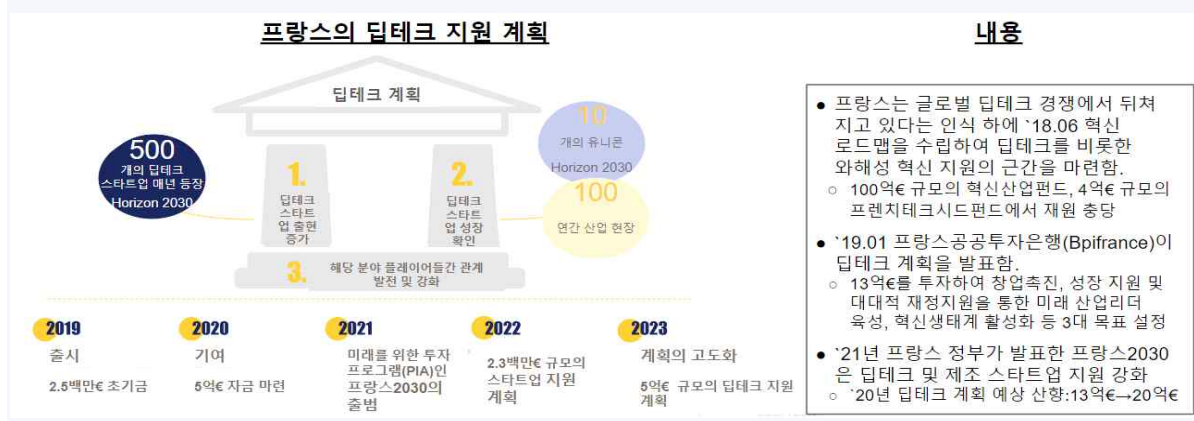 프랑스의 딥테크 지원 계획
딥테크 계획
500
개의 딥테크
스타트업 매년 등장
Horizon 2030
1.
딥테크
스타트
업 출현
증가
2.
딥테크
스타트
업 성장
확인
10
개의 유니콘
Horizon 2030
100
연간 산업 현장
3.
해당 분야 플레이어들간 관계
발전 및 강화
2019
출시
2.5백만€ 초기금
2020
기여
5억€ 자금 마련
2021
미래를 위한 투자
프로그램(PIA)인
프랑스2030의
출범
2022
2.3백만€ 규모의
스타트업 지원
계획
2023
계획의 고도화
5억€ 규모의 딥테크 지원
계획
내용
● 프랑스는 글로벌 딥테크 경쟁에서 뒤쳐
지고 있다는 인식 하에 `18.06 혁신
로드맵을 수립하여 딥테크를 비롯한
와해성 혁신 지원의 근간을 마련함.
○ 100억€ 규모의 혁신산업펀드, 4억€ 규모의
프렌치테크시드펀드에서 재원 충당
● `19.01 프랑스공공투자은행(Bpifrance)이
딥테크 계획을 발표함.
○ 13억€를 투자하여 창업촉진, 성장 지원 및
대대적 재정지원을 통한 미래 산업리더
육성, 혁신생태계 활성화 등 3대 목표 설정
● `21년 프랑스 정부가 발표한 프랑스2030
은 딥테크 및 제조 스타트업 지원 강화
○ `20년 딥테크 계획 예상 산향:13억€→20억€